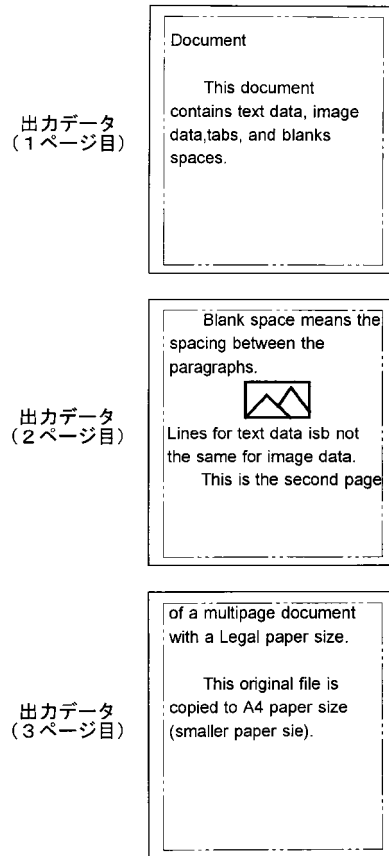 出力データ
(1ページ目)
Document
This document
contains text data, image
data,tabs, and blanks
spaces.
出力データ
(2ページ目)
Blank space means the
spacing between the
paragraphs.
Lines for text data isb not
the same for image data.
This is the second page
出力データ
(3ページ目)
of a multipage document
with a Legal paper size.
This original file is
copied to A4 paper size
(smaller paper sie).